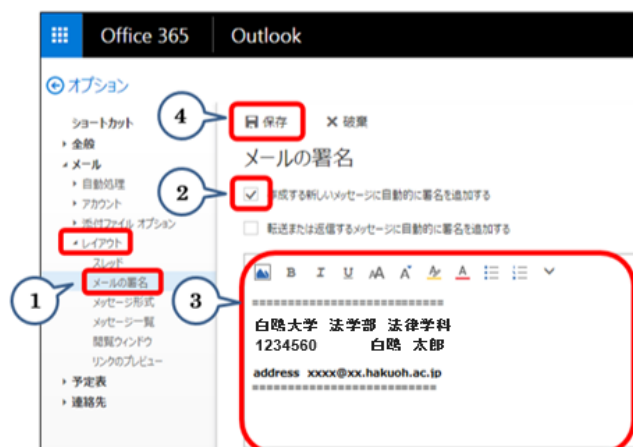 Office 365 Outlook
オプション
ショートカット
全般
メール
自動処理
アカウント
添付ファイル オプション
レイアウト
スレッド
メールの署名
メッセージ形式
メッセージ一覧
閲覧ウィンドウ
リンクのプレビュー
予定表
連絡先
1
2
3
4
保存 破棄
メールの署名
作成する新しいメッセージに自動的に署名を追加する
転送または返信するメッセージに自動的に署名を追加する
B I U AA A A
============================
白鴎大学 法学部 法律学科
1234560 白鴎 太郎
address xxxx@xx.hakuoh.ac.jp
===========================